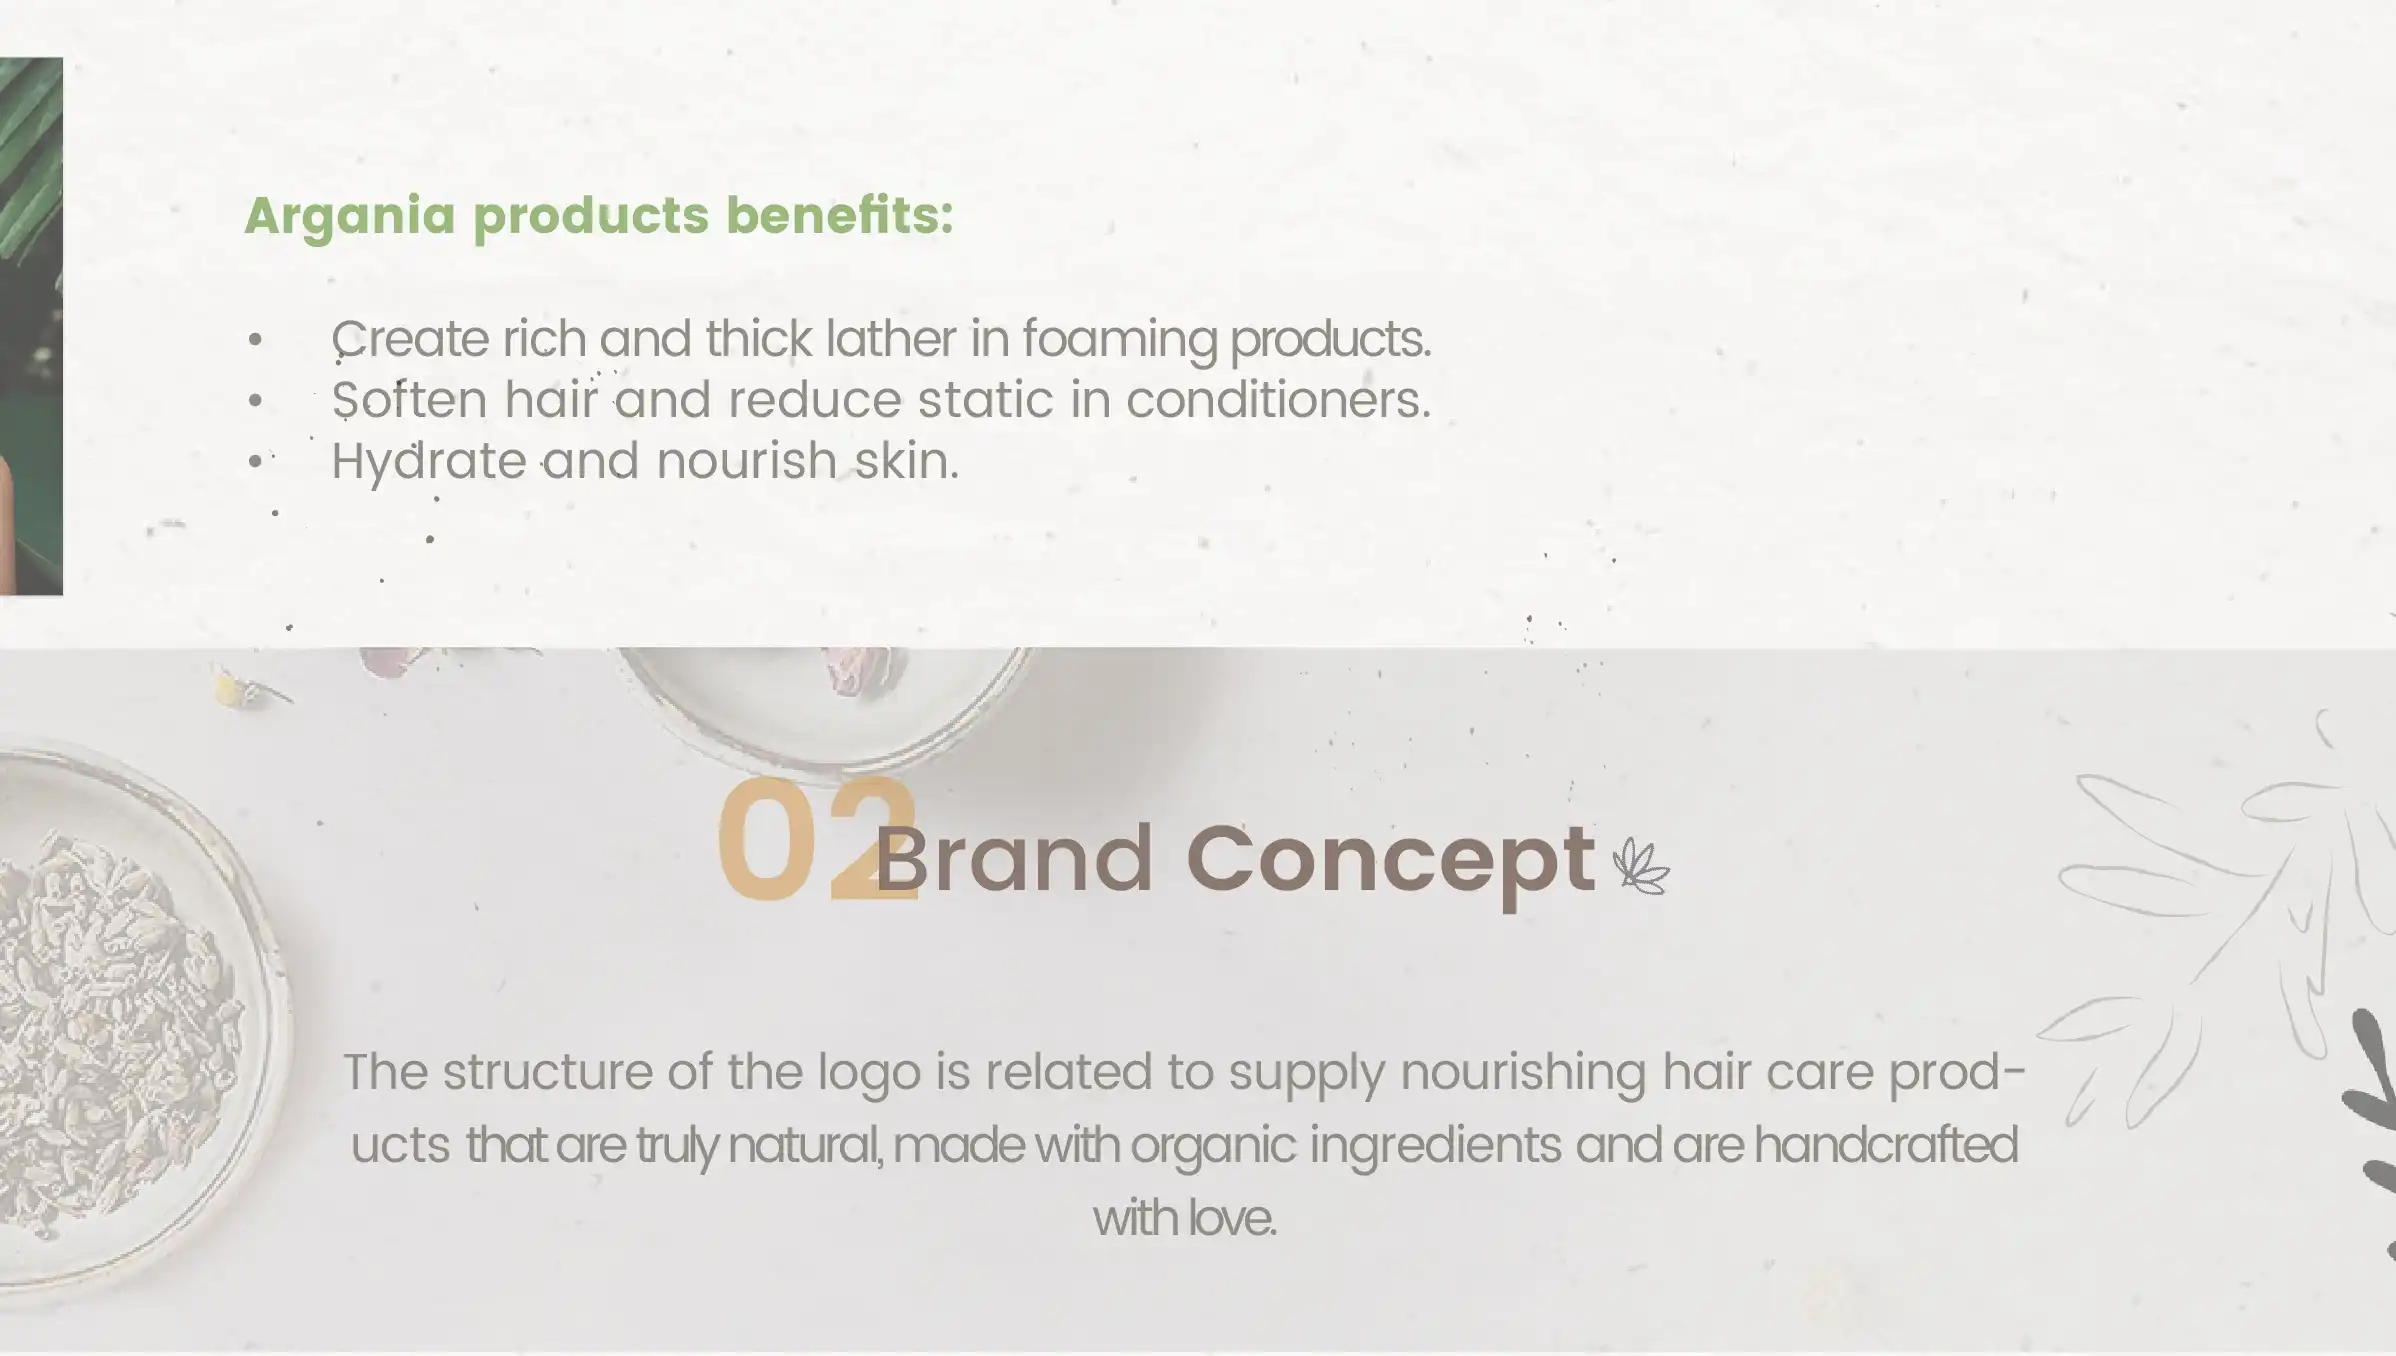 Argania products benefits:
• Create rich and thick lather in foaming products.
• Soften hair and reduce static in conditioners.
• Hydrate and nourish skin.
02
Brand Concept
The structure of the logo is related to supply nourishing hair care prod-
ucts that are truly natural, made with organic ingredients and are handcrafted
with love.